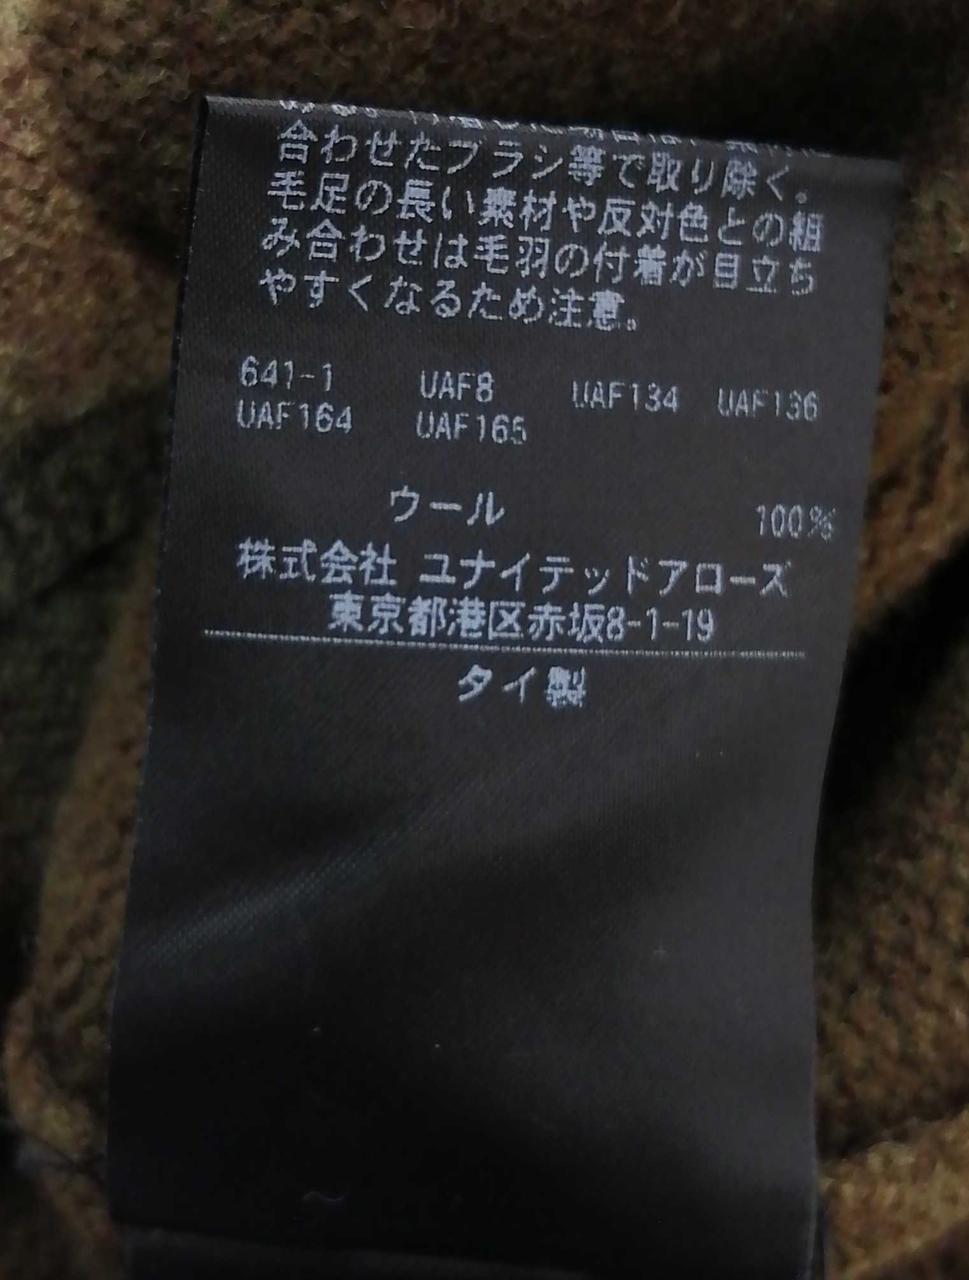 合わせたブラシ等で取り除く。
毛足の長い素材や反対色との組
み合わせは毛羽の付着が目立ち
やすくなるため注意。
641-1 UAF8 UAF134 UAF136
UAF164 UAF165
ウール 100%
株式会社 ユナイテッドアローズ
東京都港区赤坂8-1-19
タイ製